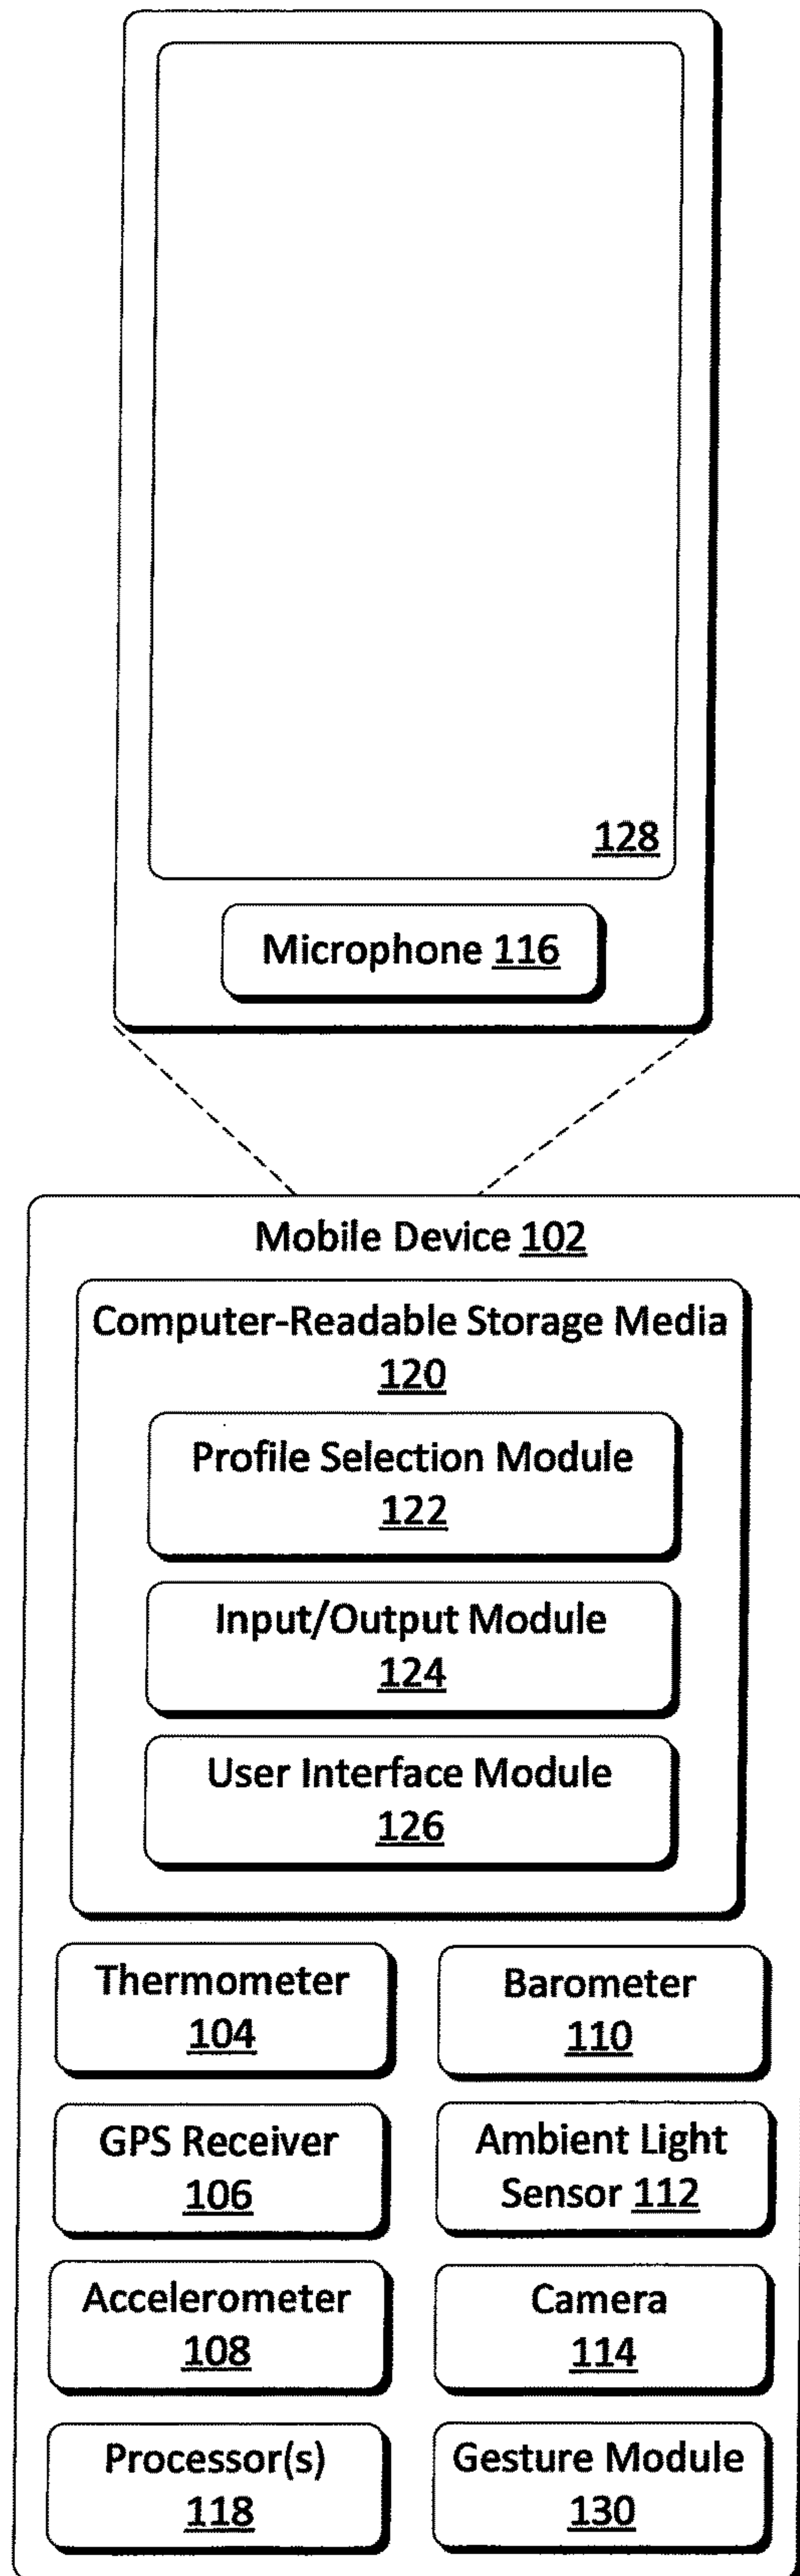 128
Microphone 116
Mobile Device 102
Computer-Readable Storage Media
120
Profile Selection Module
122
Input/Output Module
124
User Interface Module
126
Thermometer
104
Barometer
110
GPS Receiver
106
Ambient Light
Sensor 112
Accelerometer
108
Camera
114
Processor(s)
118
Gesture Module
130